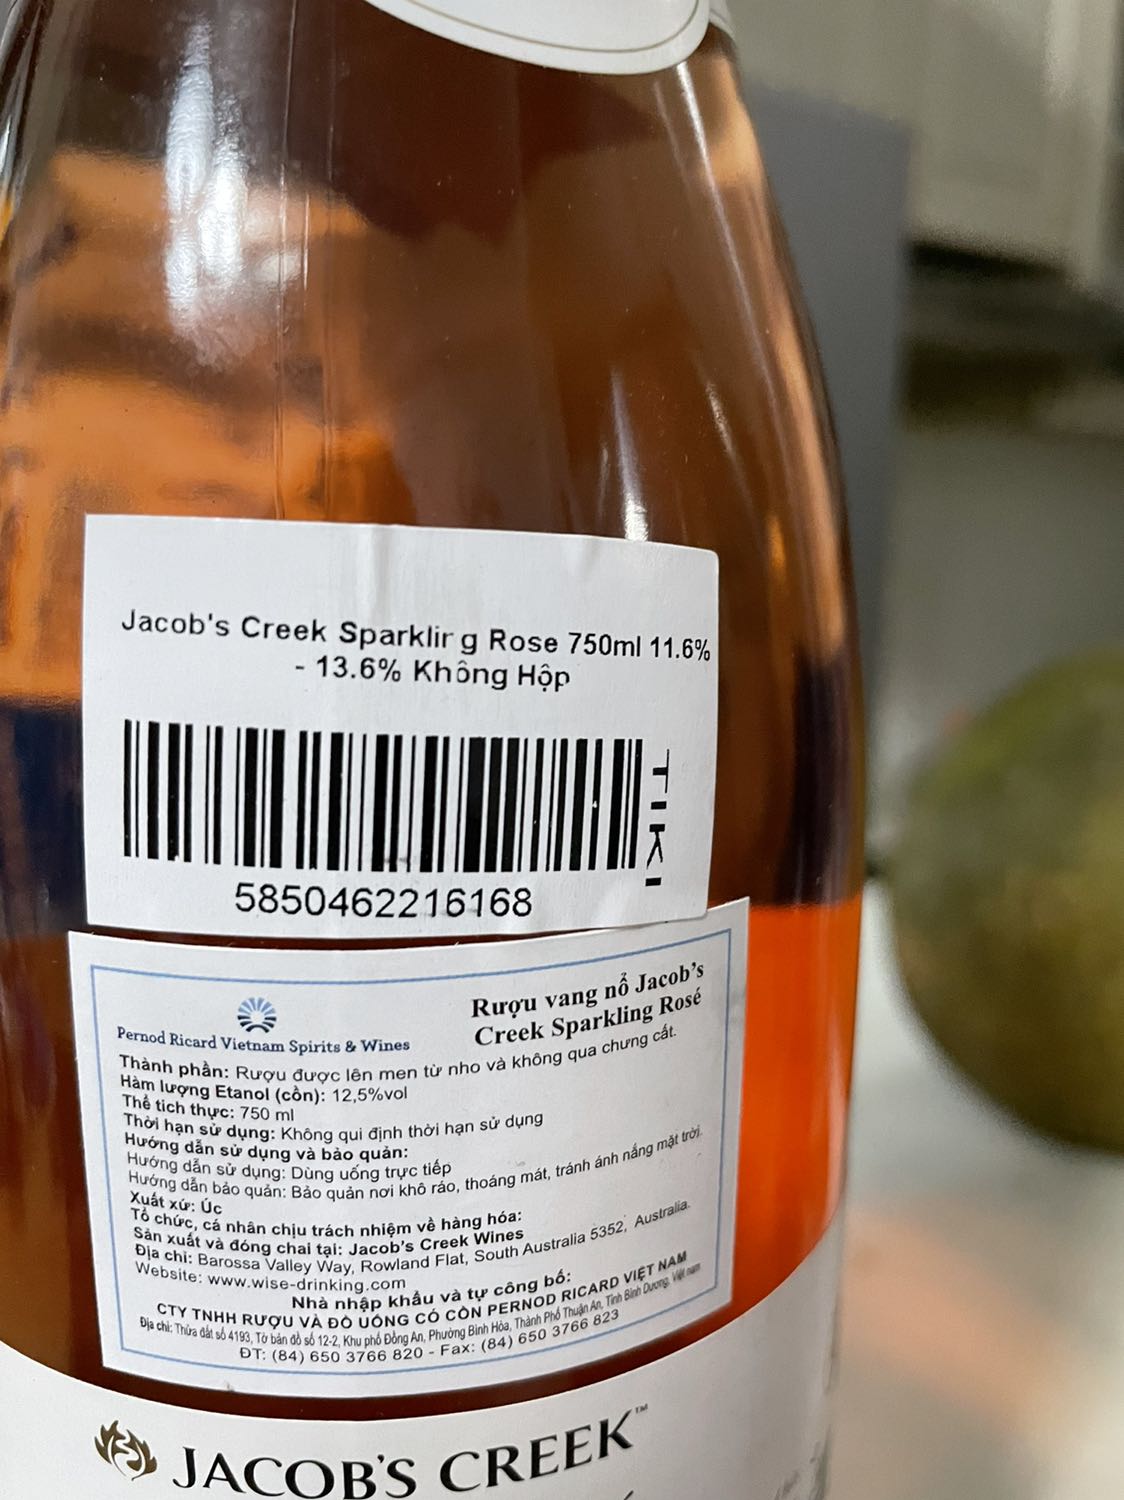 Jacob's Creek Sparkling Rose 750ml 11.6%
- 13.6% Không Hộp
TIKI
5850462216168
Pernod Ricard Vietnam Spirits & Wines
Rượu vang nổ Jacob's
Creek Sparkling Rosé
Thành phần: Rượu được lên men từ nho và không qua chưng cất.
Hàm lượng Etanol (cồn): 12,5%vol
Thể tích thực: 750 ml
Thời hạn sử dụng: Không qui định thời hạn sử dụng
Hướng dẫn sử dụng và bảo quản:
Hướng dẫn sử dụng: Dùng uống trực tiếp
Hướng dẫn bảo quản: Bảo quản nơi khô ráo, thoáng mát, tránh ánh nắng mặt trời.
Xuất xứ: Úc
Tổ chức, cá nhân chịu trách nhiệm về hàng hóa:
Sản xuất và đóng chai tại: Jacob's Creek Wines
Địa chỉ: Barossa Valley Way, Rowland Flat, South Australia 5352, Australia.
Website: www.wise-drinking.com
Nhà nhập khẩu và tự công bố:
CTY TNHH RƯỢU VÀ ĐỒ UỐNG CÓ CỒN PERNOD RICARD VIỆT NAM
Địa chỉ: Thửa đất số 4193, Tờ bản đồ số 12-2, Khu phố Đồng An, Phường Bình Hòa, Thành Phố Thuận An, Tỉnh Bình Dương, Việt nam
ĐT: (84) 650 3766 820 - Fax: (84) 650 3766 823
JACOB'S CREEK™